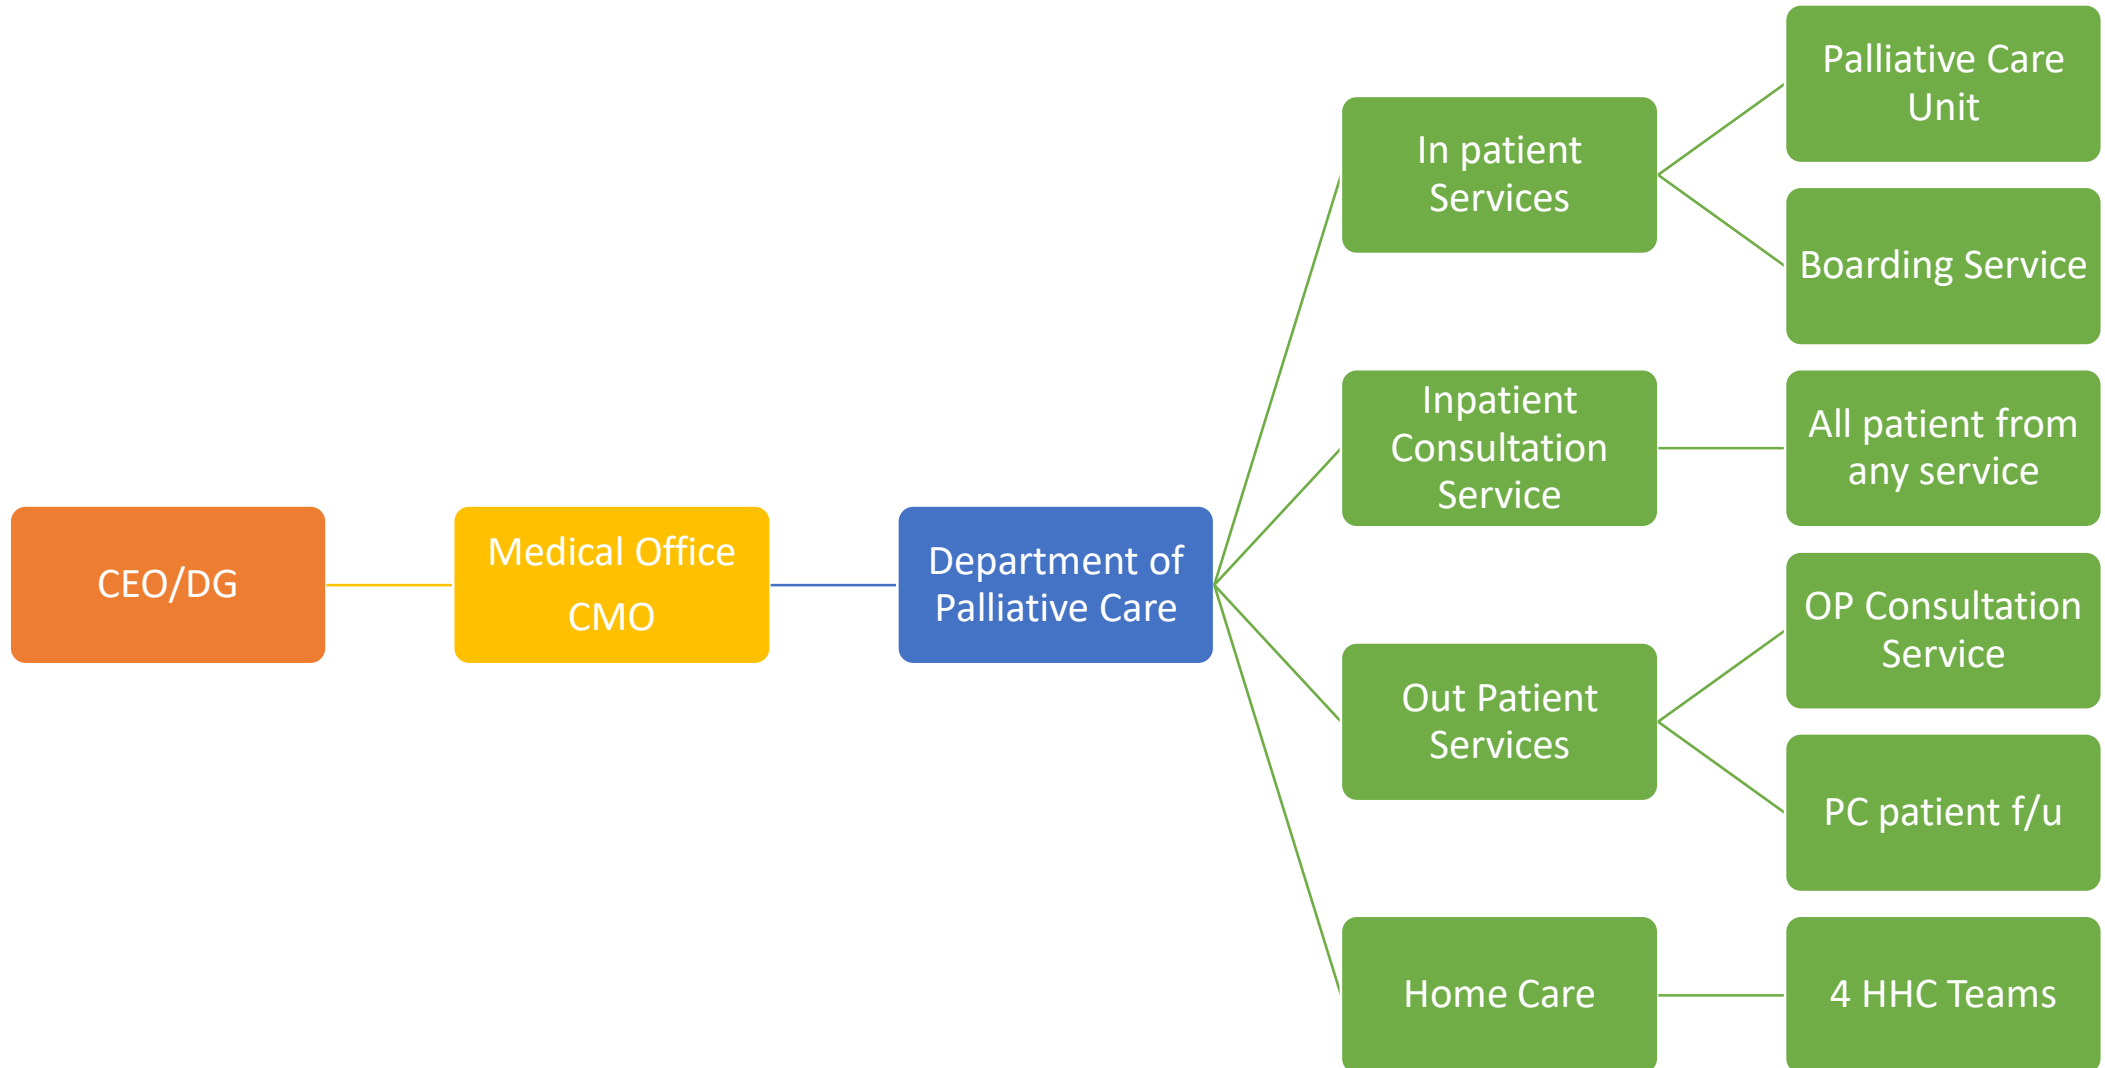 CEO/DG
Medical Office
CMO
Department of
Palliative Care
In patient
Services
Palliative Care
Unit
Boarding Service
Inpatient
Consultation
Service
All patient from
any service
Out Patient
Services
OP Consultation
Service
PC patient f/u
Home Care
4 HHC Teams